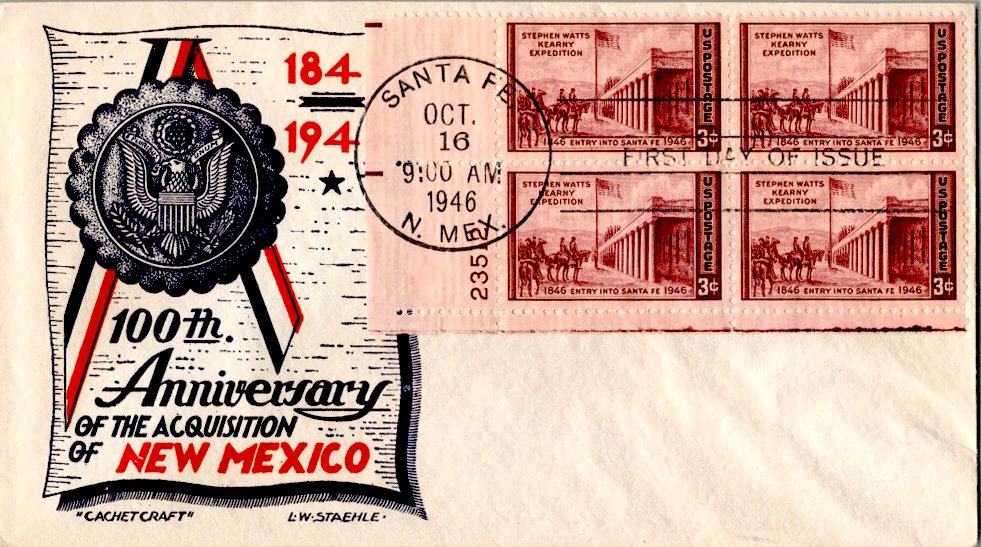 184
194
100th.
Anniversary
OF THE ACQUISITION
OF NEW MEXICO
"CACHETCRAFT" L·W·STAEHLE·
SANTA FE,
OCT.
16
9:00 AM
1946
N. MEX.
FIRST DAY OF ISSUE
235
STEPHEN WATTS
KEARNY
EXPEDITION
US POSTAGE
3¢
1846 ENTRY INTO SANTA FE 1946
STEPHEN WATTS
KEARNY
EXPEDITION
US POSTAGE
3¢
1846 ENTRY INTO SANTA FE 1946
STEPHEN WATTS
KEARNY
EXPEDITION
US POSTAGE
3¢
1846 ENTRY INTO SANTA FE 1946
STEPHEN WATTS
KEARNY
EXPEDITION
US POSTAGE
3¢
1846 ENTRY INTO SANTA FE 1946